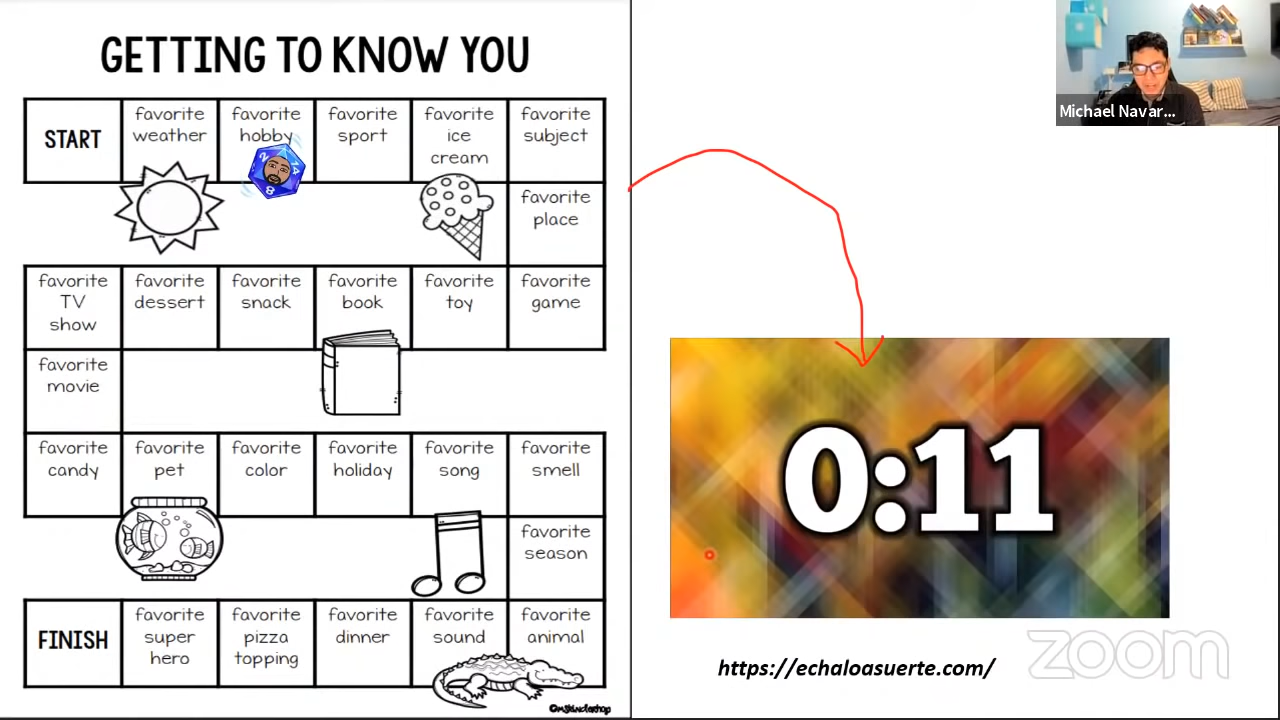 GETTING TO KNOW YOU
START
favorite
weather
favorite
hobby
favorite
sport
favorite
ice
cream
favorite
subject
favorite
place
favorite
TV
show
favorite
dessert
favorite
snack
favorite
book
favorite
toy
favorite
game
favorite
movie
favorite
candy
favorite
pet
favorite
color
favorite
holiday
favorite
song
favorite
smell
favorite
season
FINISH
favorite
super
hero
favorite
pizza
topping
favorite
dinner
favorite
sound
favorite
animal
Michael Navar...
0:11
https://echaloasuerte.com/
zoom